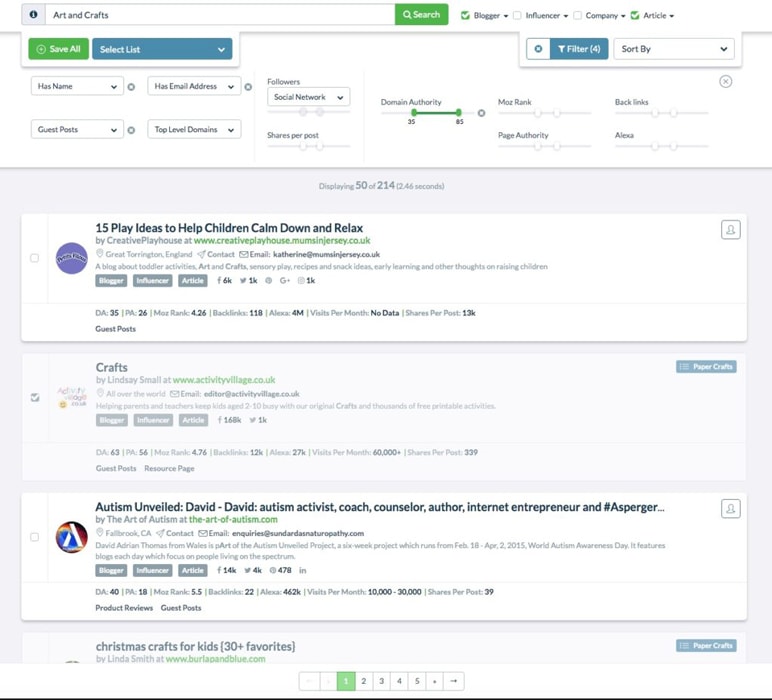 Art and Crafts Search Blogger Influencer Company Article
Save All Select List Filter (4) Sort By
Has Name Has Email Address
Guest Posts Top Level Domains
Followers
Social Network
Shares per post
Domain Authority
35 85
Moz Rank
Page Authority
Back links
Alexa
Displaying 50 of 214 (2.46 seconds)
15 Play Ideas to Help Children Calm Down and Relax
by CreativePlayhouse at www.creativeplayhouse.mumsinjersey.co.uk
Great Torrington, England Contact Email: katherine@mumsinjersey.co.uk
A blog about toddler activities, Art and Crafts, sensory play, recipes and snack ideas, early learning and other thoughts on raising children
Blogger Influencer Article 6k 1k G+ 1k
DA: 35 | PA: 26 | Moz Rank: 4.26 | Backlinks: 118 | Alexa: 4M | Visits Per Month: No Data | Shares Per Post: 13k
Guest Posts
Crafts Paper Crafts
by Lindsay Small at www.activityvillage.co.uk
All over the world Email: editor@activityvillage.co.uk
Helping parents and teachers keep kids aged 2-10 busy with our original Crafts and thousands of free printable activities.
Activity
village
.co.uk
Blogger Influencer Article 168k 1k
DA: 63 | PA: 56 | Moz Rank: 4.76 | Backlinks: 12k | Alexa: 27k | Visits Per Month: 60,000+ | Shares Per Post: 339
Guest Posts Resource Page
Autism Unveiled: David - David: autism activist, coach, counselor, author, internet entrepreneur and #Asperger...
by The Art of Autism at the-art-of-autism.com
Fallbrook, CA Contact Email: enquiries@sundardasnaturopathy.com
David Adrian Thomas from Wales is pArt of the Autism Unveiled Project, a six-week project which runs from Feb. 18 - Apr. 2, 2015, World Autism Awareness Day. It features
blogs each day which focus on people living on the spectrum.
Blogger Influencer Article 14k 4k 478 in
DA: 40 | PA: 18 | Moz Rank: 5.5 | Backlinks: 22 | Alexa: 462k | Visits Per Month: 10,000 - 30,000 | Shares Per Post: 39
Product Reviews Guest Posts
christmas crafts for kids {30+ favorites} Paper Crafts
by Linda Smith at www.burlapandblue.com
1 2 3 4 5 » →